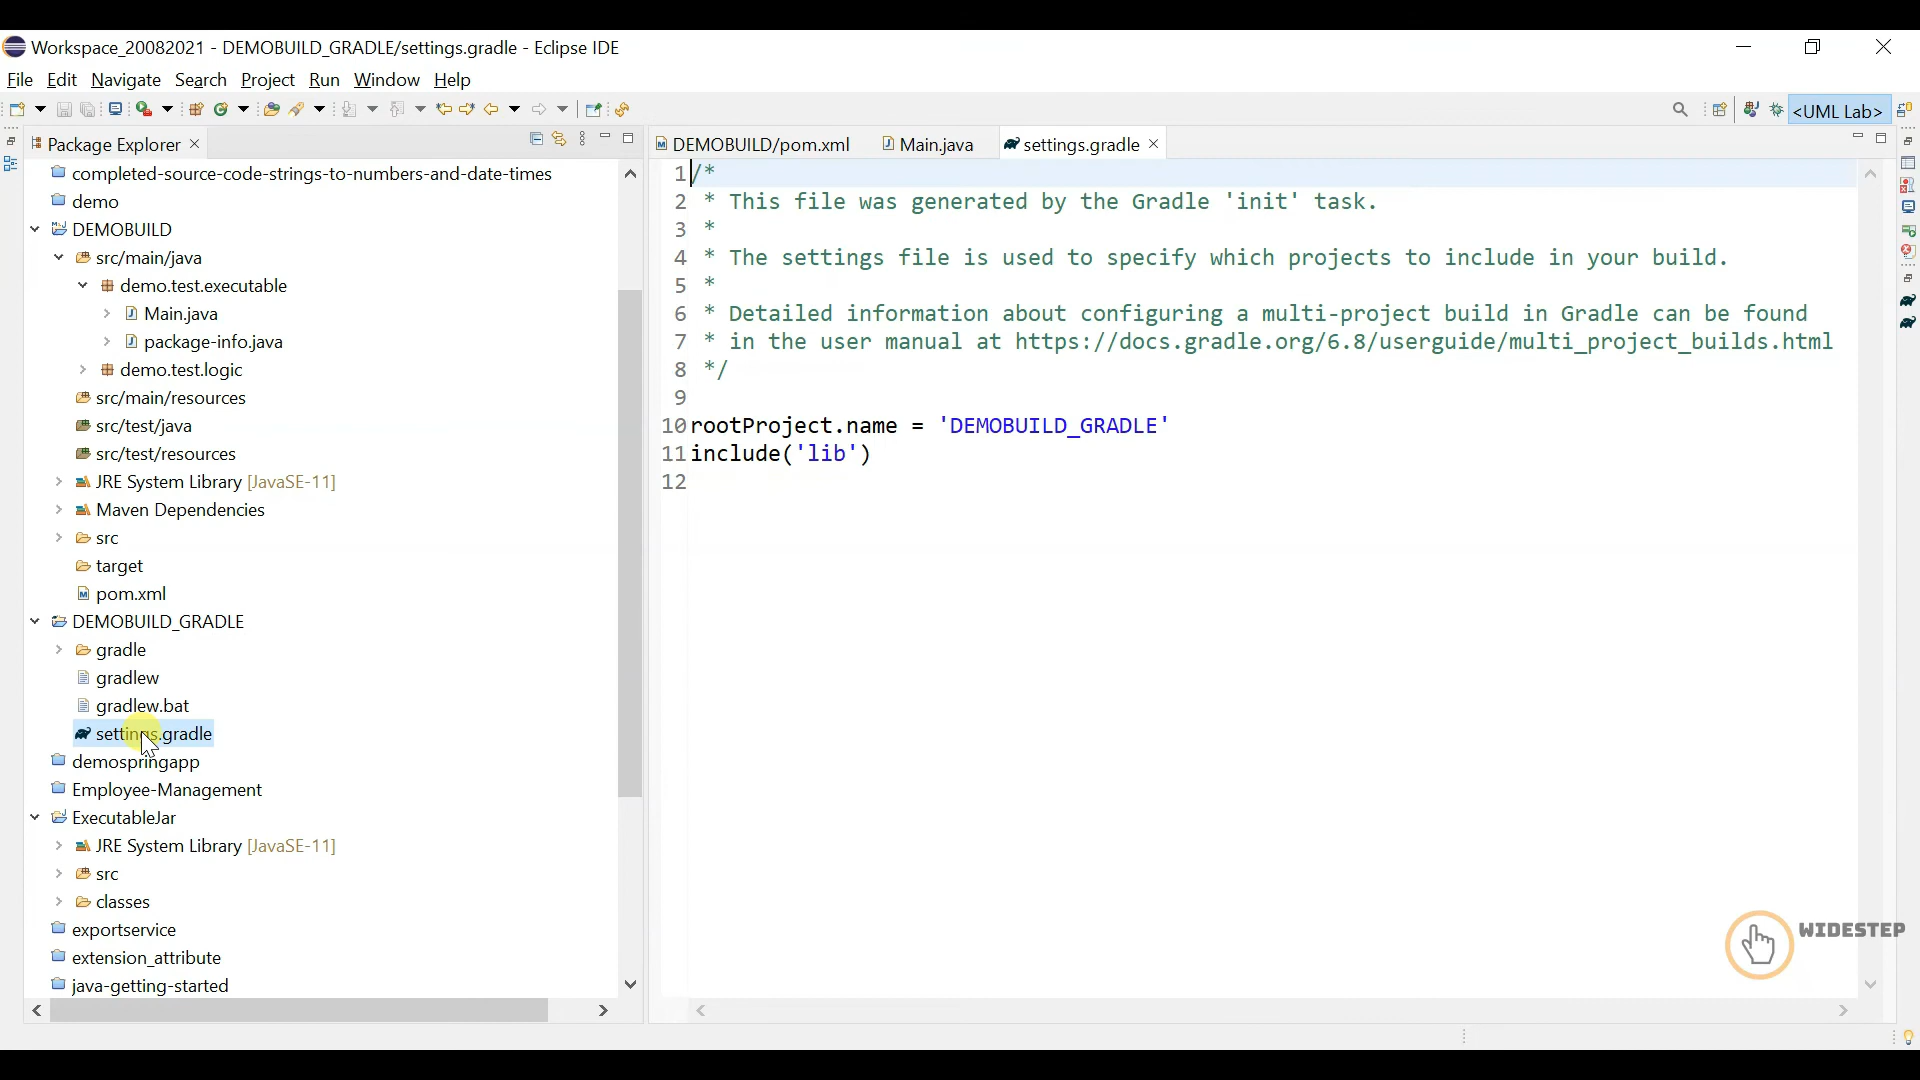 Workspace_20082021 - DEMOBUILD_GRADLE/settings.gradle - Eclipse IDE
File Edit Navigate Search Project Run Window Help
<UML Lab>
Package Explorer
completed-source-code-strings-to-numbers-and-date-times
demo
DEMOBUILD
src/main/java
demo.test.executable
Main.java
package-info.java
demo.test.logic
src/main/resources
src/test/java
src/test/resources
JRE System Library [JavaSE-11]
Maven Dependencies
src
target
pom.xml
DEMOBUILD_GRADLE
gradle
gradlew
gradlew.bat
settings.gradle
demospringapp
Employee-Management
ExecutableJar
JRE System Library [JavaSE-11]
src
classes
exportservice
extension_attribute
java-getting-started
DEMOBUILD/pom.xml Main.java settings.gradle
1 /*
2 * This file was generated by the Gradle 'init' task.
3 *
4 * The settings file is used to specify which projects to include in your build.
5 *
6 * Detailed information about configuring a multi-project build in Gradle can be found
7 * in the user manual at https://docs.gradle.org/6.8/userguide/multi_project_builds.html
8 */
9
10 rootProject.name = 'DEMOBUILD_GRADLE'
11 include('lib')
12
WIDESTEP